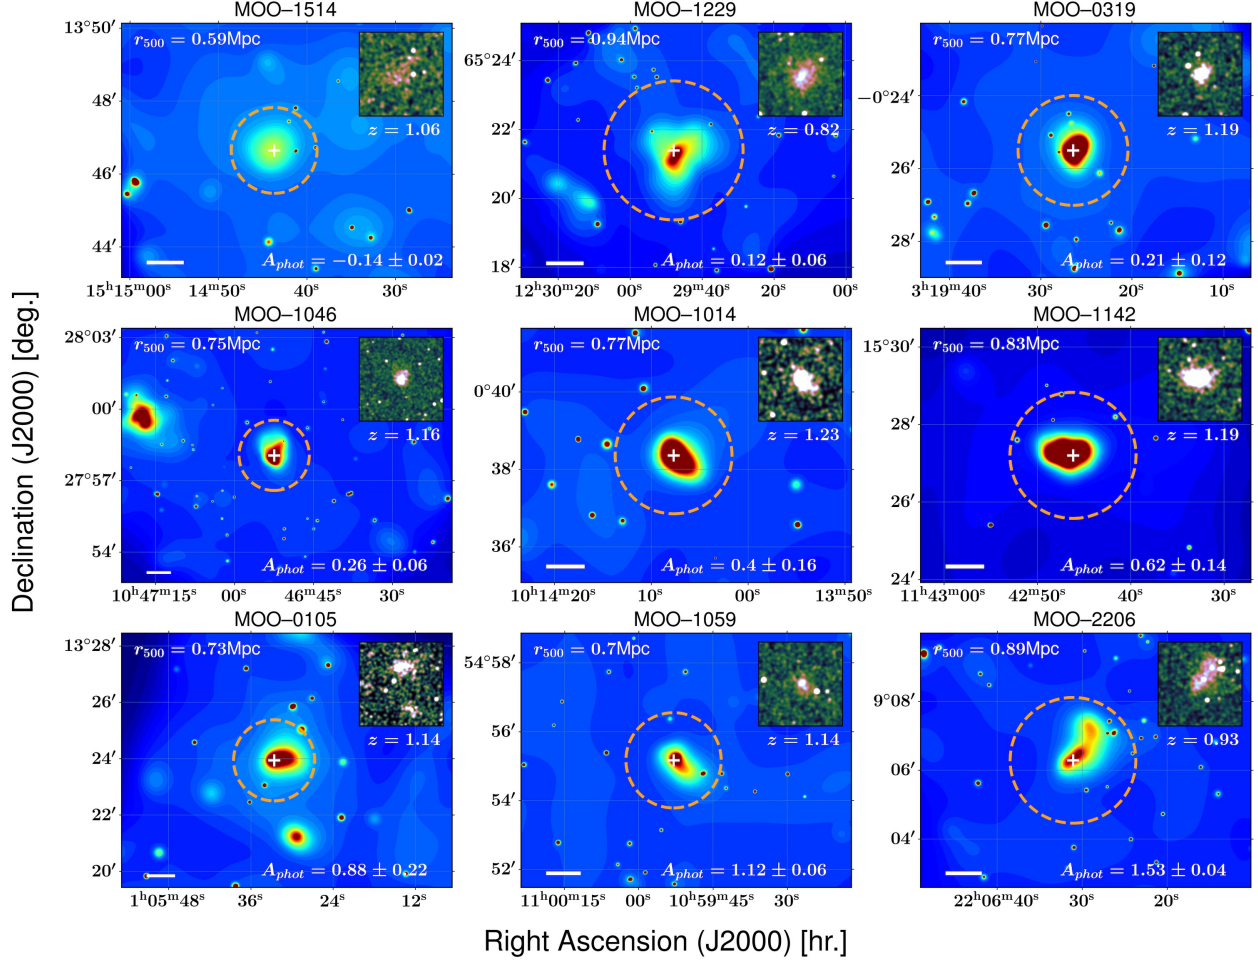 MOO–1514
MOO–1229
MOO–0319
r500 = 0.59Mpc
z = 1.06
A_phot = −0.14 ± 0.02
13°50′
48′
46′
44′
15h15m00s 14m50s 40s 30s
r500 = 0.94Mpc
z = 0.82
A_phot = 0.12 ± 0.06
65°24′
22′
20′
18′
12h30m20s 00s 29m40s 20s 00s
r500 = 0.77Mpc
z = 1.19
A_phot = 0.21 ± 0.12
−0°24′
26′
28′
3h19m40s 30s 20s 10s
MOO–1046
MOO–1014
MOO–1142
r500 = 0.75Mpc
z = 1.16
A_phot = 0.26 ± 0.06
28°03′
00′
27°57′
54′
10h47m15s 00s 46m45s 30s
r500 = 0.77Mpc
z = 1.23
A_phot = 0.4 ± 0.16
0°40′
38′
36′
10h14m20s 10s 00s 13m50s
r500 = 0.83Mpc
z = 1.19
A_phot = 0.62 ± 0.14
15°30′
28′
26′
24′
11h43m00s 42m50s 40s 30s
MOO–0105
MOO–1059
MOO–2206
r500 = 0.73Mpc
z = 1.14
A_phot = 0.88 ± 0.22
13°28′
26′
24′
22′
20′
1h05m48s 36s 24s 12s
r500 = 0.7Mpc
z = 1.14
A_phot = 1.12 ± 0.06
54°58′
56′
54′
52′
11h00m15s 00s 10h59m45s 30s
r500 = 0.89Mpc
z = 0.93
A_phot = 1.53 ± 0.04
9°08′
06′
04′
22h06m40s 30s 20s
Declination (J2000) [deg.]
Right Ascension (J2000) [hr.]